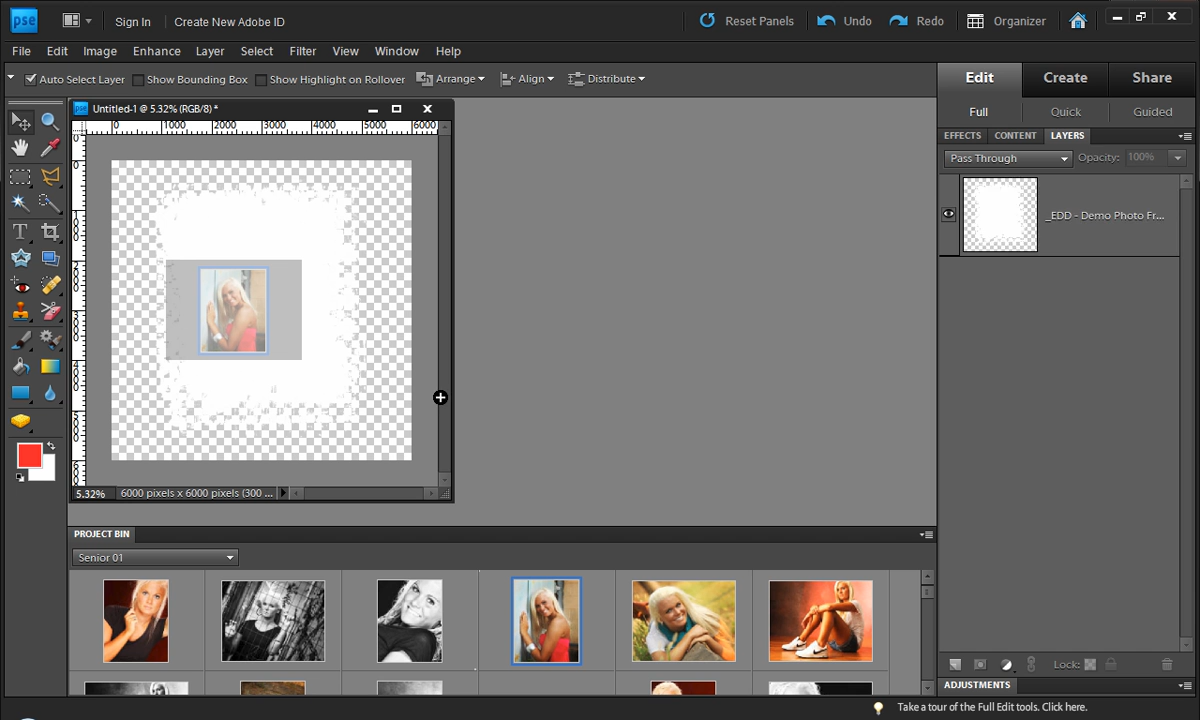 pse Sign In Create New Adobe ID Reset Panels Undo Redo Organizer
File Edit Image Enhance Layer Select Filter View Window Help
Auto Select Layer Show Bounding Box Show Highlight on Rollover Arrange Align Distribute
Edit Create Share
Full Quick Guided
EFFECTS CONTENT LAYERS
Pass Through Opacity: 100%
_EDD - Demo Photo Fr...
pse Untitled-1 @ 5.32% (RGB/8) *
0 1000 2000 3000 4000 5000 6000
T
5.32% 6000 pixels x 6000 pixels (300 ...
PROJECT BIN
Senior 01
Lock:
ADJUSTMENTS
Take a tour of the Full Edit tools. Click here.